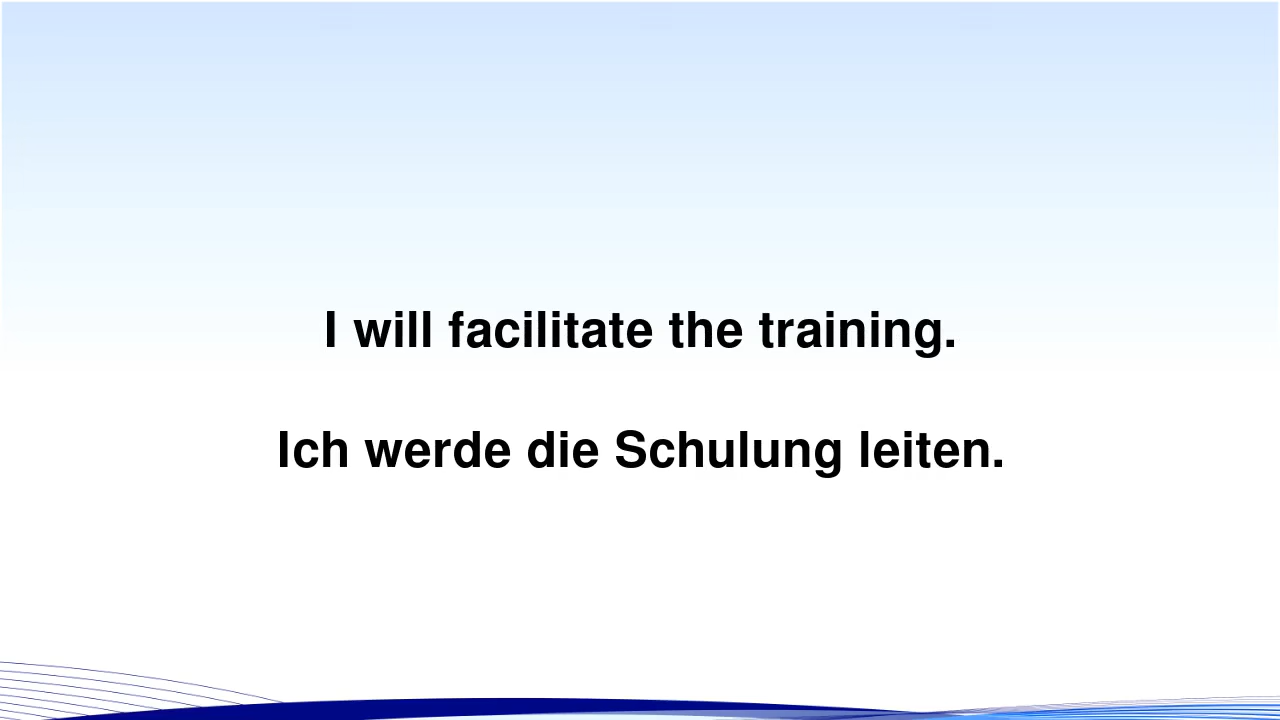 I will facilitate the training.
Ich werde die Schulung leiten.